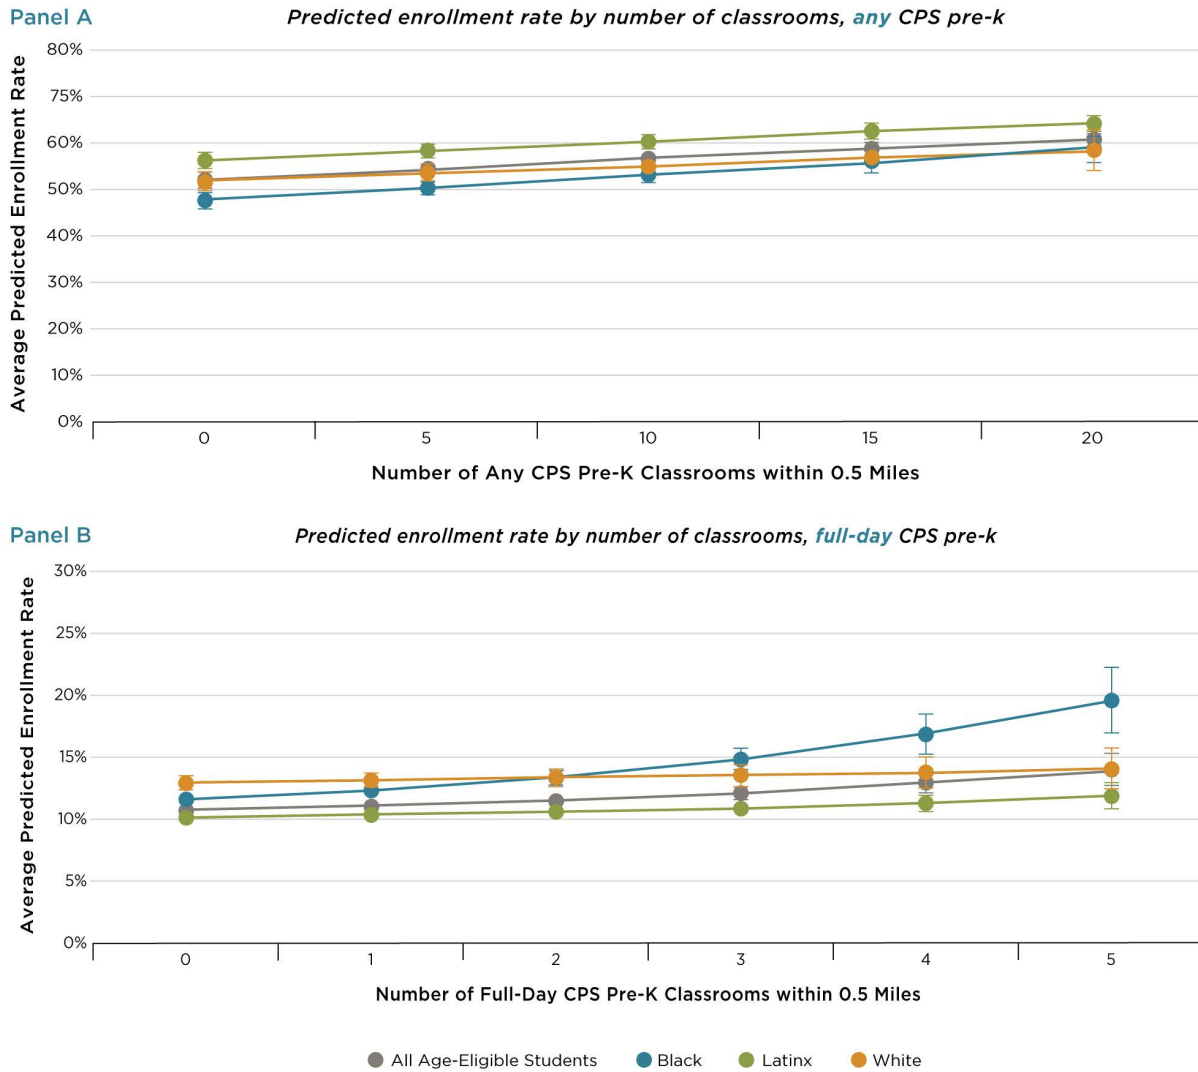 Panel A
Predicted enrollment rate by number of classrooms, any CPS pre-k
Average Predicted Enrollment Rate
80%
75%
60%
50%
40%
30%
20%
10%
0%
0 5 10 15 20
Number of Any CPS Pre-K Classrooms within 0.5 Miles
Panel B
Predicted enrollment rate by number of classrooms, full-day CPS pre-k
Average Predicted Enrollment Rate
30%
25%
20%
15%
10%
5%
0%
0 1 2 3 4 5
Number of Full-Day CPS Pre-K Classrooms within 0.5 Miles
All Age-Eligible Students Black Latinx White